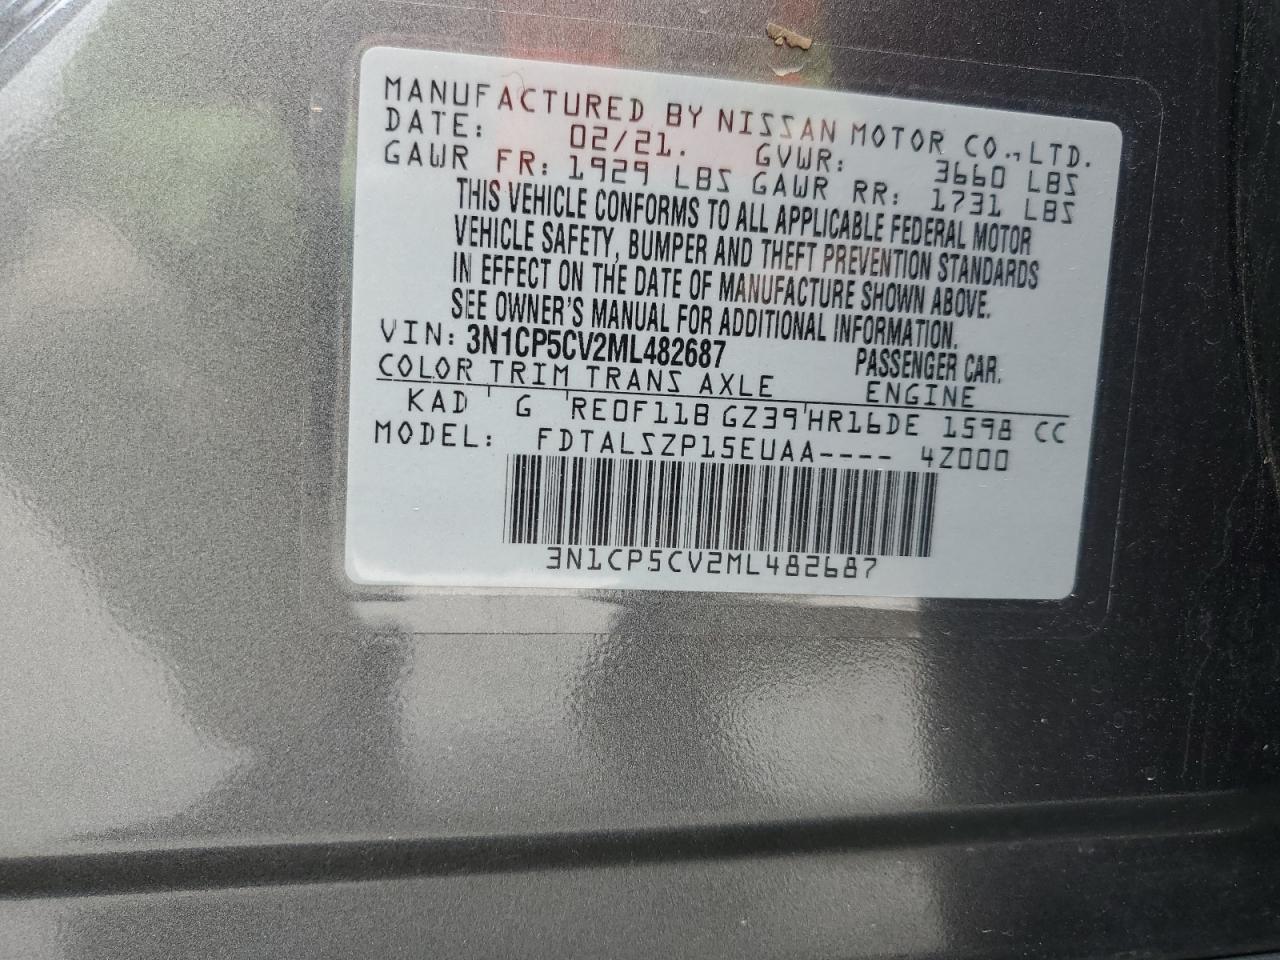 MANUFACTURED BY NISSAN MOTOR CO.,LTD.
DATE: 02/21. GVWR: 3660 LBS
GAWR FR: 1929 LBS GAWR RR: 1731 LBS
THIS VEHICLE CONFORMS TO ALL APPLICABLE FEDERAL MOTOR
VEHICLE SAFETY, BUMPER AND THEFT PREVENTION STANDARDS
IN EFFECT ON THE DATE OF MANUFACTURE SHOWN ABOVE.
SEE OWNER'S MANUAL FOR ADDITIONAL INFORMATION.
VIN: 3N1CP5CV2ML482687 PASSENGER CAR.
COLOR TRIM TRANS AXLE ENGINE
KAD G RE0F11B GZ39 HR16DE 1598 CC
MODEL: FDTALSZP15EUAA---- 4Z000
3N1CP5CV2ML482687